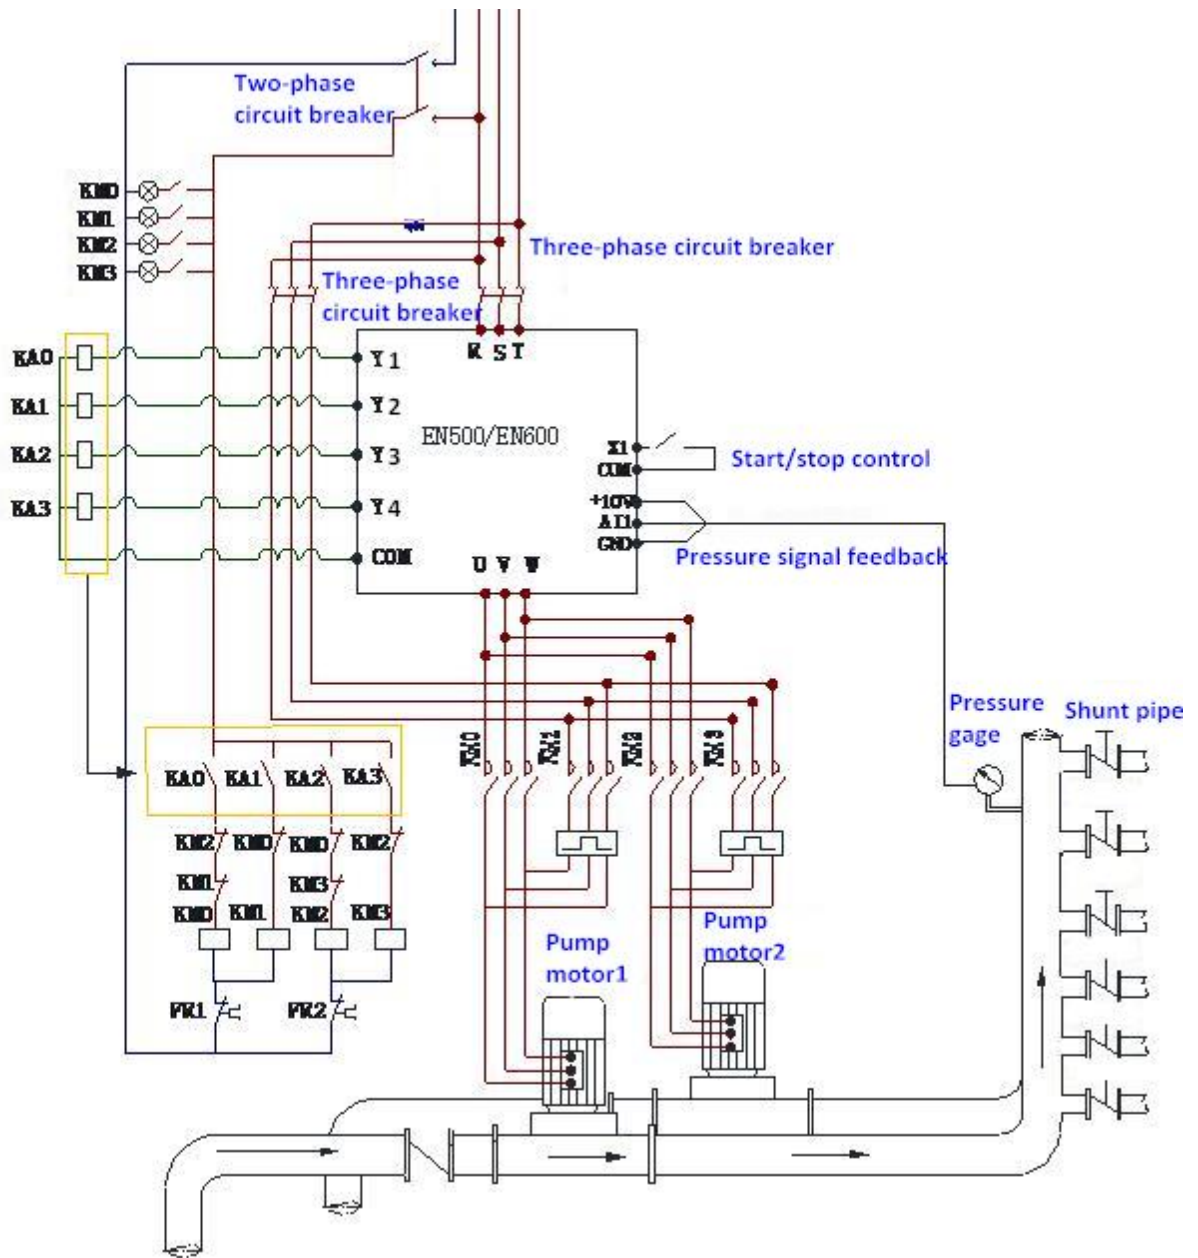 Two-phase
circuit breaker
KM0
KM1
KM2
KM3
Three-phase circuit breaker
Three-phase
circuit breaker
R S T
KA0
Y1
KA1
Y2
EN500/EN600
KA2
Y3
X1
COM
Start/stop control
KA3
Y4
+10V
AI1
GND
Pressure signal feedback
COM
U V W
Pressure
gage
Shunt pipe
KM0
KM1
KM2
KM3
KA0
KA1
KA2
KA3
KM2
KM0
KM0
KM2
KM1
KM3
KM0
KM1
KM2
KM3
Pump
motor1
Pump
motor2
FR1
FR2